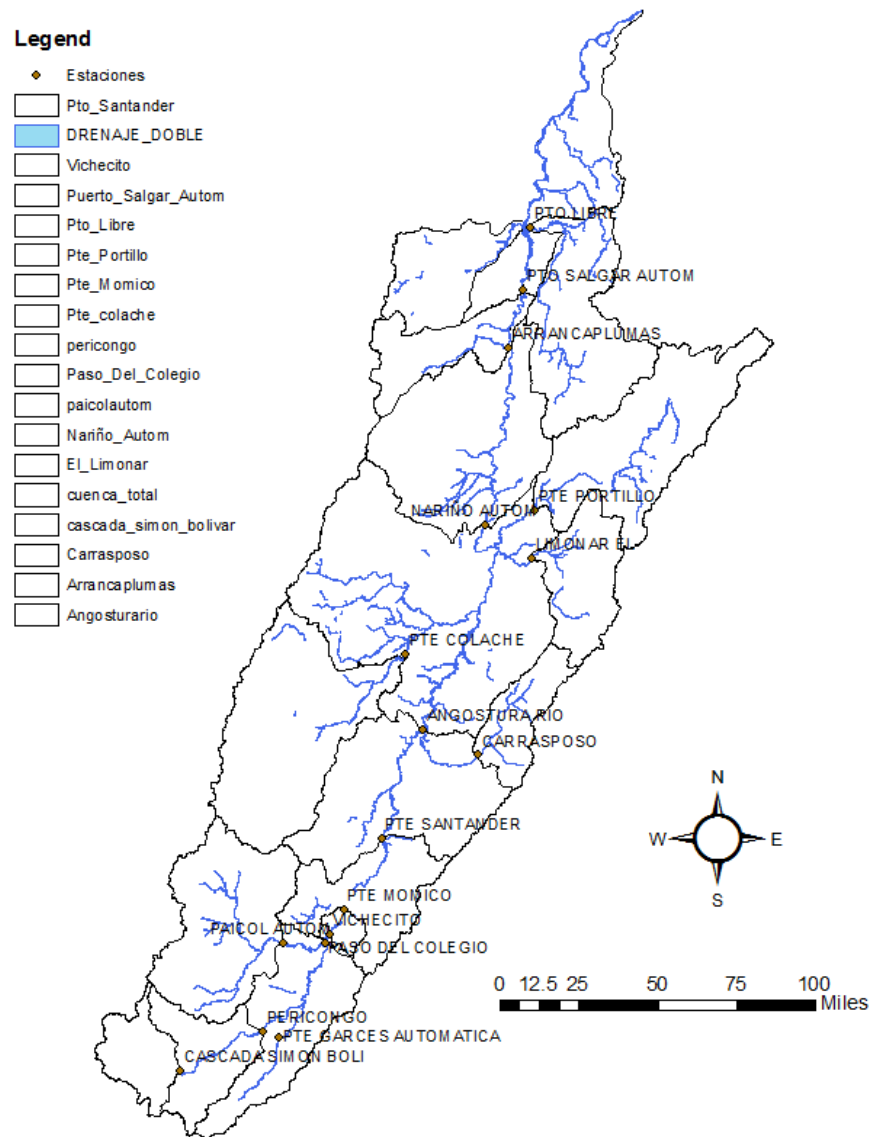 Legend
Estaciones
Pto_Santander
DRENAJE_DOBLE
Vichecito
Puerto_Salgar_Autom
Pto_Libre
Pte_Portillo
Pte_Momico
Pte_colache
pericongo
Paso_Del_Colegio
paicolautom
Nariño_Autom
El_Limonar
cuenca_total
cascada_simon_bolivar
Carrasposo
Arrancaplumas
Angosturario
PTO LIBRE
PTO SALGAR AUTOM
ARRANCAPLUMAS
PTE PORTILLO
NARIÑO AUTOM
LIMONAR EL
PTE COLACHE
ANGOSTURA RIO
CARRASPOSO
PTE SANTANDER
PTE MOMICO
VICHECITO
PAICOL AUTOM
PASO DEL COLEGIO
PERICONGO
PTE GARCES AUTOMATICA
CASCADA SIMON BOLI
N
W E
S
0 12.5 25 50 75 100
Miles